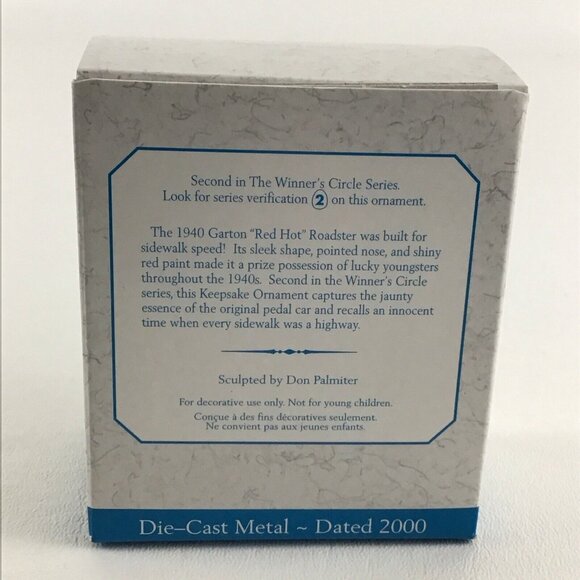 Second in The Winner's Circle Series.
Look for series verification 2 on this ornament.
The 1940 Garton "Red Hot" Roadster was built for
sidewalk speed! Its sleek shape, pointed nose, and shiny
red paint made it a prize possession of lucky youngsters
throughout the 1940s. Second in the Winner's Circle
series, this Keepsake Ornament captures the jaunty
essence of the original pedal car and recalls an innocent
time when every sidewalk was a highway.
Sculpted by Don Palmiter
For decorative use only. Not for young children.
Conçue à des fins décoratives seulement.
Ne convient pas aux jeunes enfants.
Die-Cast Metal ~ Dated 2000